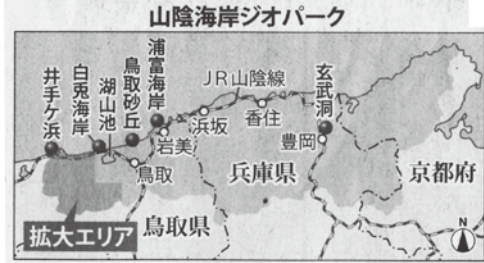 山陰海岸ジオパーク
井手ケ浜
白兎海岸
湖山池
鳥取砂丘
浦富海岸
JR山陰線
玄武洞
浜坂
香住
岩美
豊岡
鳥取
兵庫県
京都府
鳥取県
拡大エリア
N